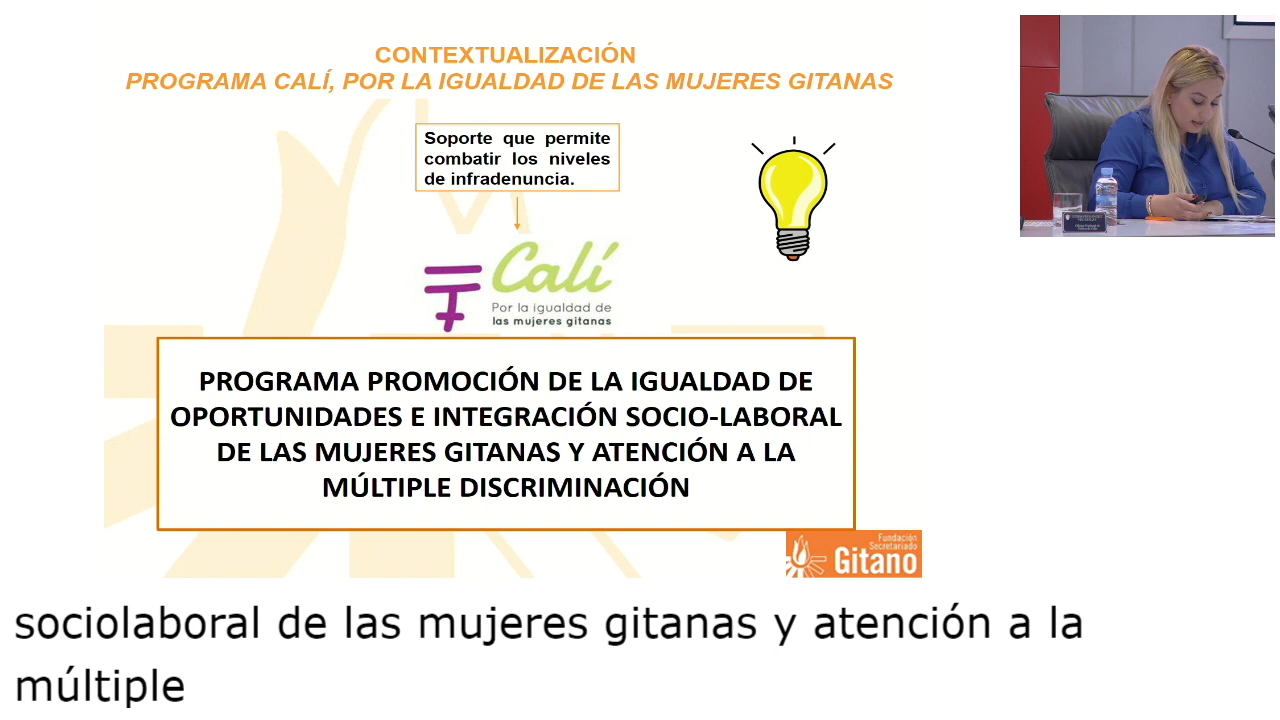 CONTEXTUALIZACIÓN
PROGRAMA CALÍ, POR LA IGUALDAD DE LAS MUJERES GITANAS
Soporte que permite
combatir los niveles
de infradenuncia.
Calí
Por la igualdad de
las mujeres gitanas
PROGRAMA PROMOCIÓN DE LA IGUALDAD DE
OPORTUNIDADES E INTEGRACIÓN SOCIO-LABORAL
DE LAS MUJERES GITANAS Y ATENCIÓN A LA
MÚLTIPLE DISCRIMINACIÓN
Fundación
Secretariado
Gitano
sociolaboral de las mujeres gitanas y atención a la
múltiple